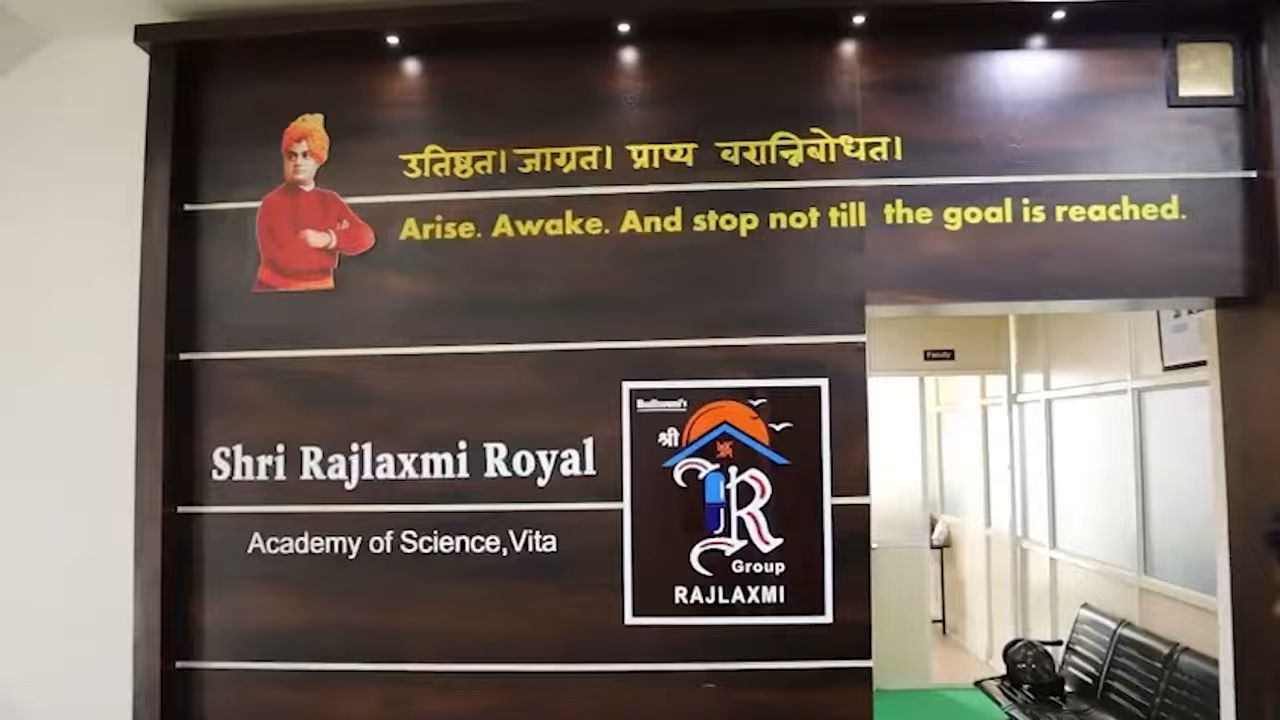 उतिष्ठत। जाग्रत। प्राप्य वरान्निबोधत।
Arise. Awake. And stop not till the goal is reached.
Faculty
Shri Rajlaxmi Royal
Academy of Science,Vita
श्री
R
Group
RAJLAXMI